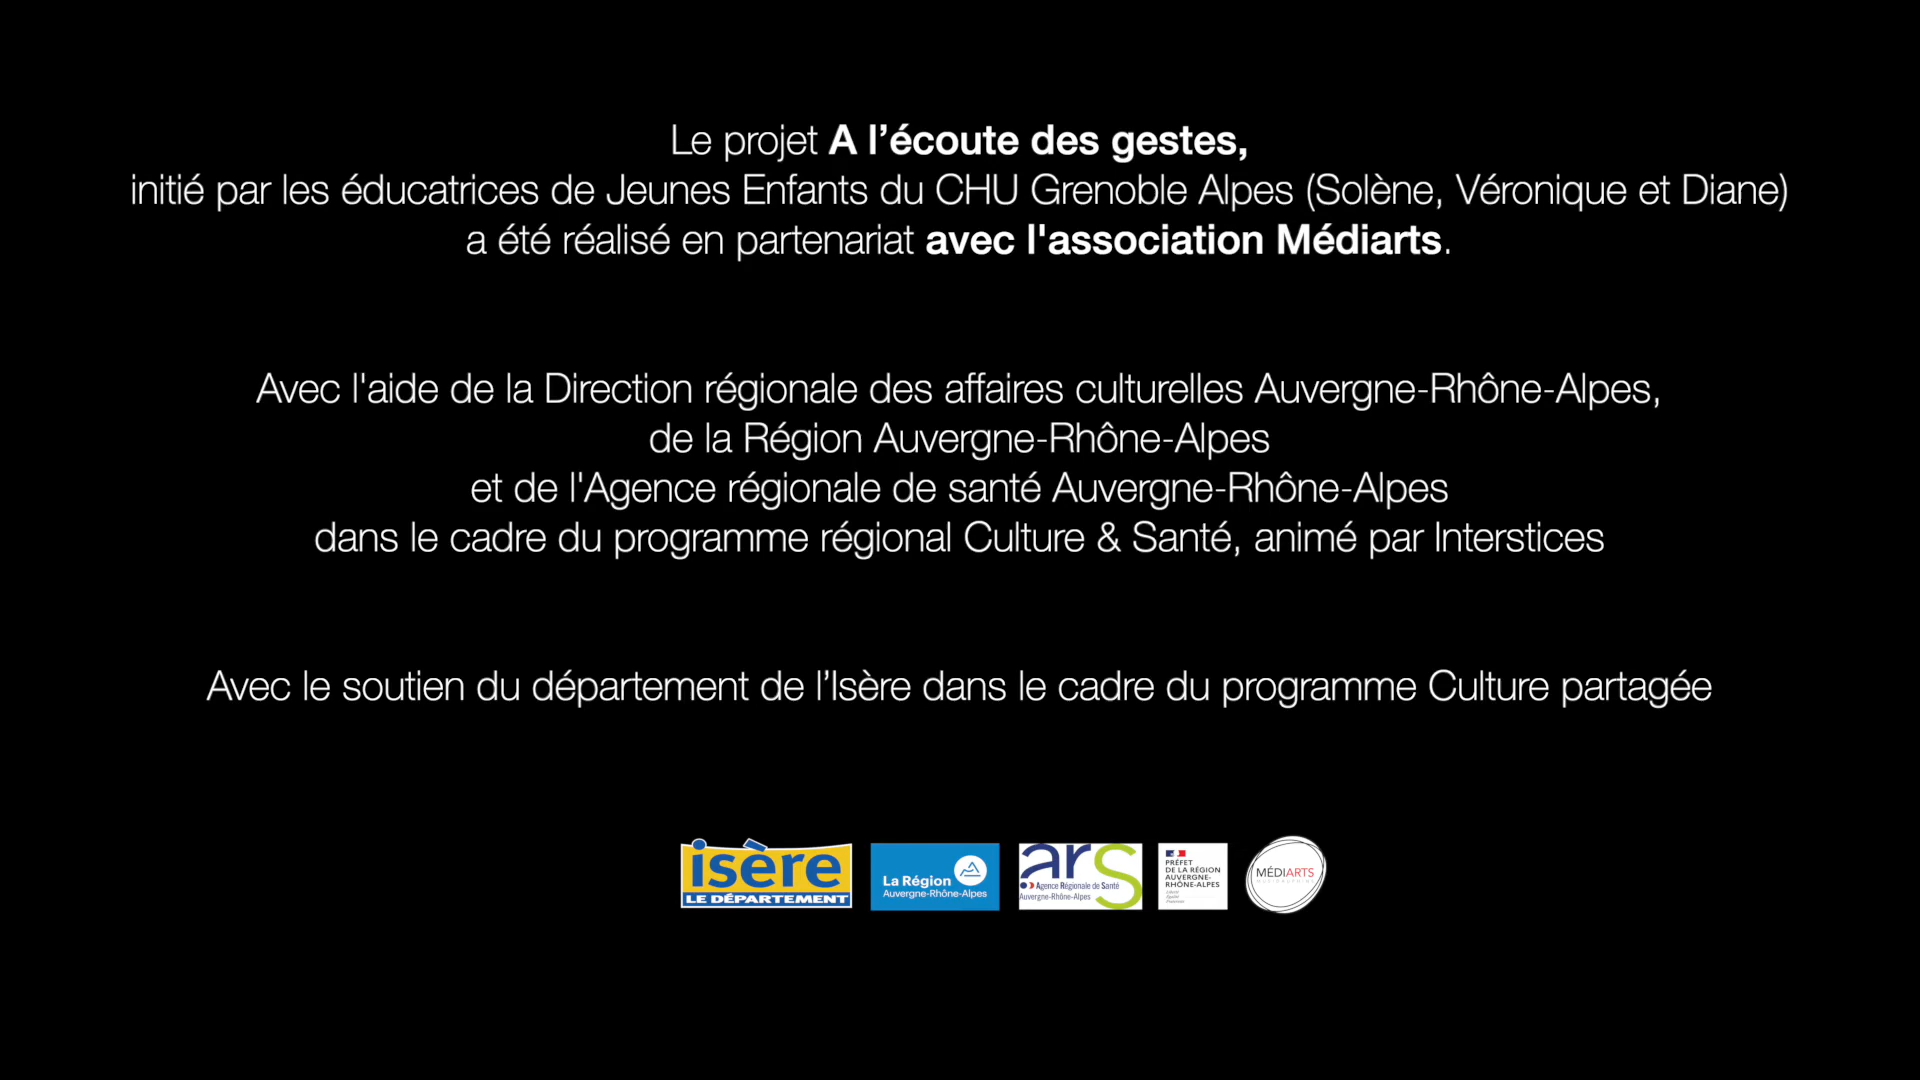 Le projet A l’écoute des gestes,
initié par les éducatrices de Jeunes Enfants du CHU Grenoble Alpes (Solène, Véronique et Diane)
a été réalisé en partenariat avec l'association Médiarts.
Avec l'aide de la Direction régionale des affaires culturelles Auvergne-Rhône-Alpes,
de la Région Auvergne-Rhône-Alpes
et de l'Agence régionale de santé Auvergne-Rhône-Alpes
dans le cadre du programme régional Culture & Santé, animé par Interstices
Avec le soutien du département de l’Isère dans le cadre du programme Culture partagée
isère
LE DÉPARTEMENT
La Région
Auvergne-Rhône-Alpes
ars
Agence Régionale de Santé
Auvergne-Rhône-Alpes
PRÉFET
DE LA RÉGION
AUVERGNE-
RHÔNE-ALPES
Liberté
Égalité
Fraternité
MÉDIARTS